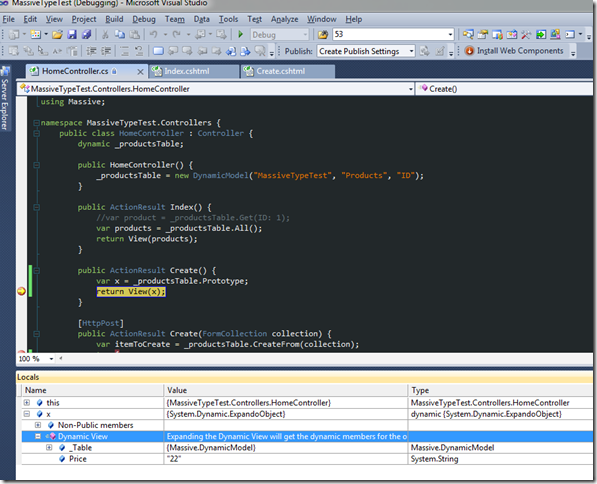 MassiveTypeTest (Debugging) - Microsoft Visual Studio
File Edit View Project Build Debug Team Data Tools Test Analyze Window Help
Debug 53
Publish: Create Publish Settings Install Web Components
Server Explorer
HomeController.cs Index.cshtml Create.cshtml
MassiveTypeTest.Controllers.HomeController Create()
using Massive;
namespace MassiveTypeTest.Controllers {
public class HomeController : Controller {
dynamic _productsTable;
public HomeController() {
_productsTable = new DynamicModel("MassiveTypeTest", "Products", "ID");
}
public ActionResult Index() {
//var product = _productsTable.Get(ID: 1);
var products = _productsTable.All();
return View(products);
}
public ActionResult Create() {
var x = _productsTable.Prototype;
return View(x);
}
[HttpPost]
public ActionResult Create(FormCollection collection) {
var itemToCreate = _productsTable.CreateFrom(collection);
100 %
Locals
Name Value Type
this {MassiveTypeTest.Controllers.HomeController} MassiveTypeTest.Controllers.HomeController
x {System.Dynamic.ExpandoObject} dynamic {System.Dynamic.ExpandoObject}
Non-Public members
Dynamic View Expanding the Dynamic View will get the dynamic members for the o
_Table {Massive.DynamicModel} Massive.DynamicModel
Price "22" System.String